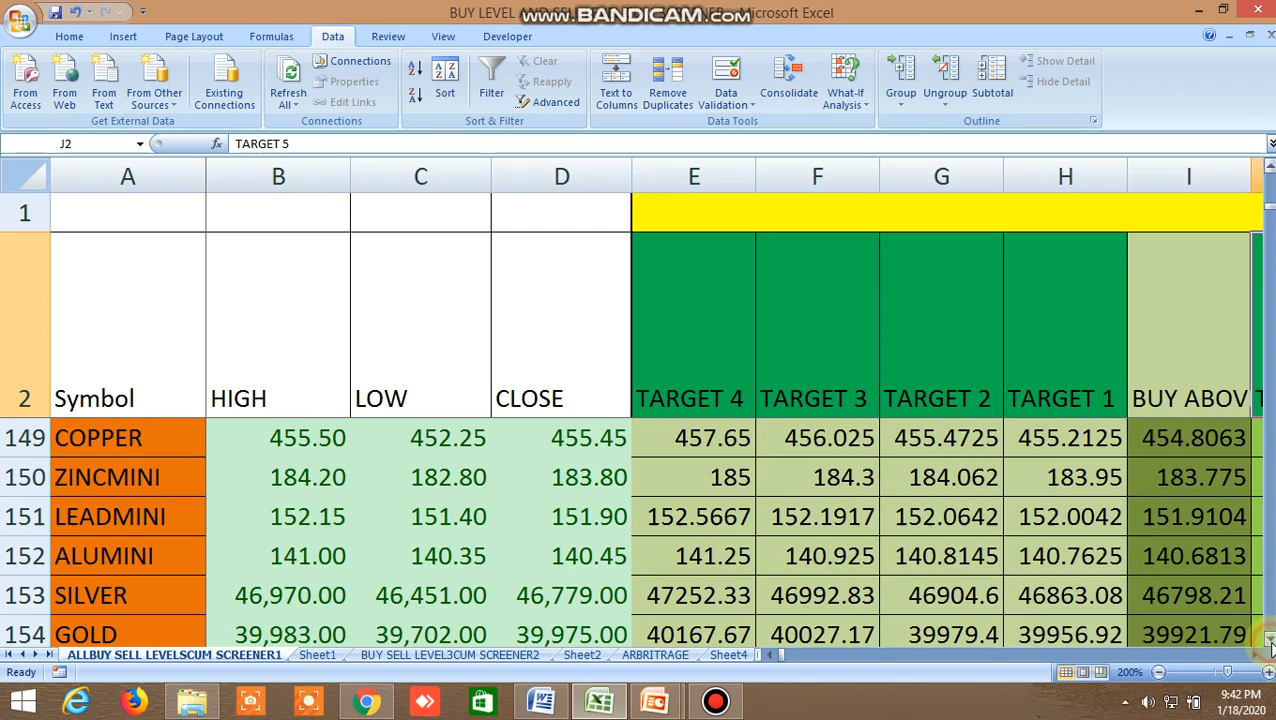 BUY LEVEL AN
www.BANDICAM.com
- Microsoft Excel
Home Insert Page Layout Formulas Data Review View Developer
From Access
From Web
From Text
From Other Sources
Existing Connections
Get External Data
Refresh All
Connections
Properties
Edit Links
Connections
Sort
Filter
Clear
Reapply
Advanced
Sort & Filter
Text to Columns
Remove Duplicates
Data Validation
Consolidate
What-If Analysis
Data Tools
Group
Ungroup
Subtotal
Show Detail
Hide Detail
Outline
J2 fx TARGET 5
A B C D E F G H I
1
2 Symbol HIGH LOW CLOSE TARGET 4 TARGET 3 TARGET 2 TARGET 1 BUY ABOV
149 COPPER 455.50 452.25 455.45 457.65 456.025 455.4725 455.2125 454.8063
150 ZINCMINI 184.20 182.80 183.80 185 184.3 184.062 183.95 183.775
151 LEADMINI 152.15 151.40 151.90 152.5667 152.1917 152.0642 152.0042 151.9104
152 ALUMINI 141.00 140.35 140.45 141.25 140.925 140.8145 140.7625 140.6813
153 SILVER 46,970.00 46,451.00 46,779.00 47252.33 46992.83 46904.6 46863.08 46798.21
154 GOLD 39,983.00 39,702.00 39,975.00 40167.67 40027.17 39979.4 39956.92 39921.79
ALLBUY SELL LEVELSCUM SCREENER1 Sheet1 BUY SELL LEVEL3CUM SCREENER2 Sheet2 ARBRITRAGE Sheet4
Ready 200%
9:42 PM
1/18/2020